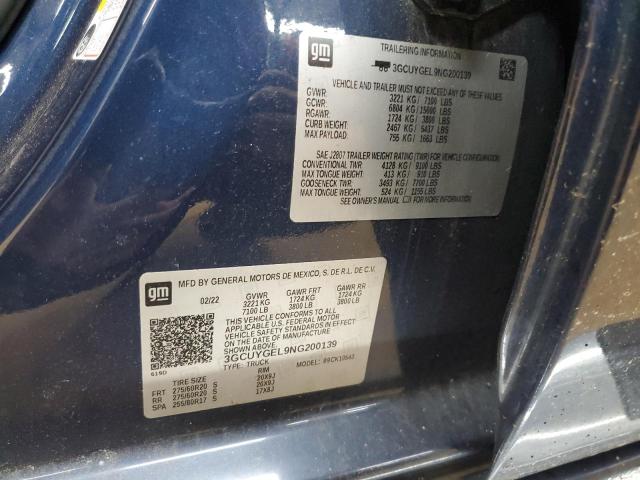 gm
TRAILERING INFORMATION
3GCUYGEL9NG200139
VEHICLE AND TRAILER MUST NOT EXCEED ANY OF THESE VALUES
GVWR: 3221 KG / 7100 LBS
GCWR: 6804 KG / 15000 LBS
RGAWR: 1724 KG / 3800 LBS
CURB WEIGHT 2467 KG / 5437 LBS
MAX PAYLOAD 755 KG / 1663 LBS
SAE J2807 TRAILER WEIGHT RATING (TWR) FOR VEHICLE CONFIGURATION:
CONVENTIONAL TWR: 4128 KG / 9100 LBS
MAX TONGUE WEIGHT: 413 KG / 910 LBS
GOOSENECK TWR: 3493 KG / 7700 LBS
MAX TONGUE WEIGHT: 524 KG / 1155 LBS
SEE OWNER'S MANUAL FOR ADDITIONAL INFORMATION
gm
MFD BY GENERAL MOTORS DE MEXICO, S. DE R.L. DE C.V.
02/22 GVWR GAWR FRT GAWR RR
3221 KG 1724 KG 1724 KG
7100 LB 3800 LB 3800 LB
THIS VEHICLE CONFORMS TO ALL
APPLICABLE U.S. FEDERAL MOTOR
VEHICLE SAFETY STANDARDS IN EFFECT
ON THE DATE OF MANUFACTURE SHOWN ABOVE.
3GCUYGEL9NG200139
619D TYPE: TRUCK MODEL: 89CK10543
TIRE SIZE RIM
FRT 275/60R20 S 20X9J
RR 275/60R20 S 20X9J
SPA 255/80R17 S 17X8J